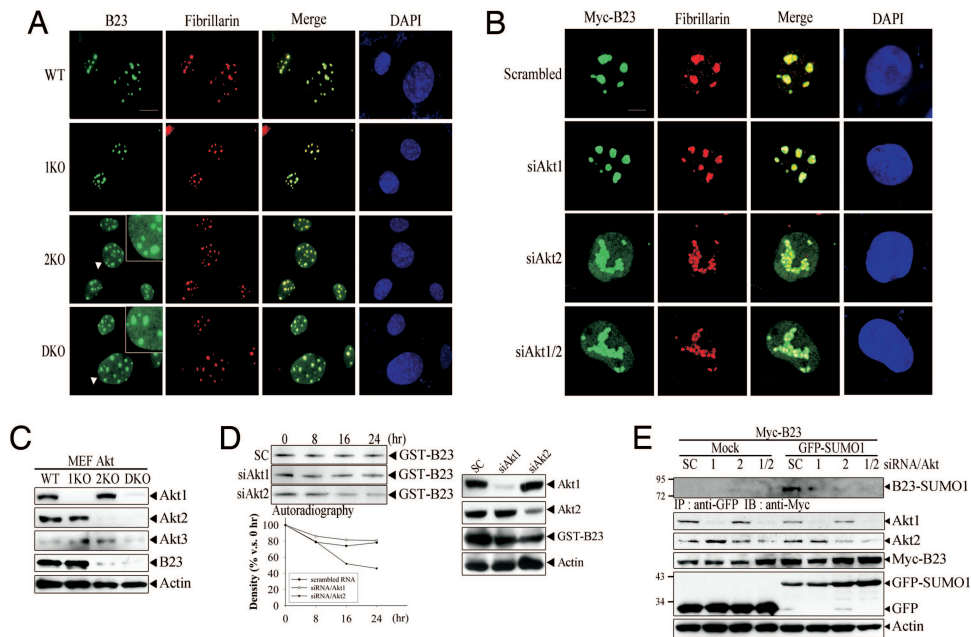 A
B23 Fibrillarin Merge DAPI
WT
1KO
2KO
DKO
B
Myc-B23 Fibrillarin Merge DAPI
Scrambled
siAkt1
siAkt2
siAkt1/2
C
MEF Akt
WT 1KO 2KO DKO
Akt1
Akt2
Akt3
B23
Actin
D
0 8 16 24 (hr)
SC GST-B23
siAkt1 GST-B23
siAkt2 GST-B23
Autoradiography
Density (% v.s. 0 hr)
100
80
60
40
20
0
scrambled RNA
siRNA/Akt1
siRNA/Akt2
0 8 16 24 (hr)
SC siAkt1 siAkt2
Akt1
Akt2
GST-B23
Actin
E
Myc-B23
Mock GFP-SUMO1
SC 1 2 1/2 SC 1 2 1/2 siRNA/Akt
95
72
B23-SUMO1
IP : anti-GFP IB : anti-Myc
Akt1
Akt2
Myc-B23
43
GFP-SUMO1
34
GFP
Actin